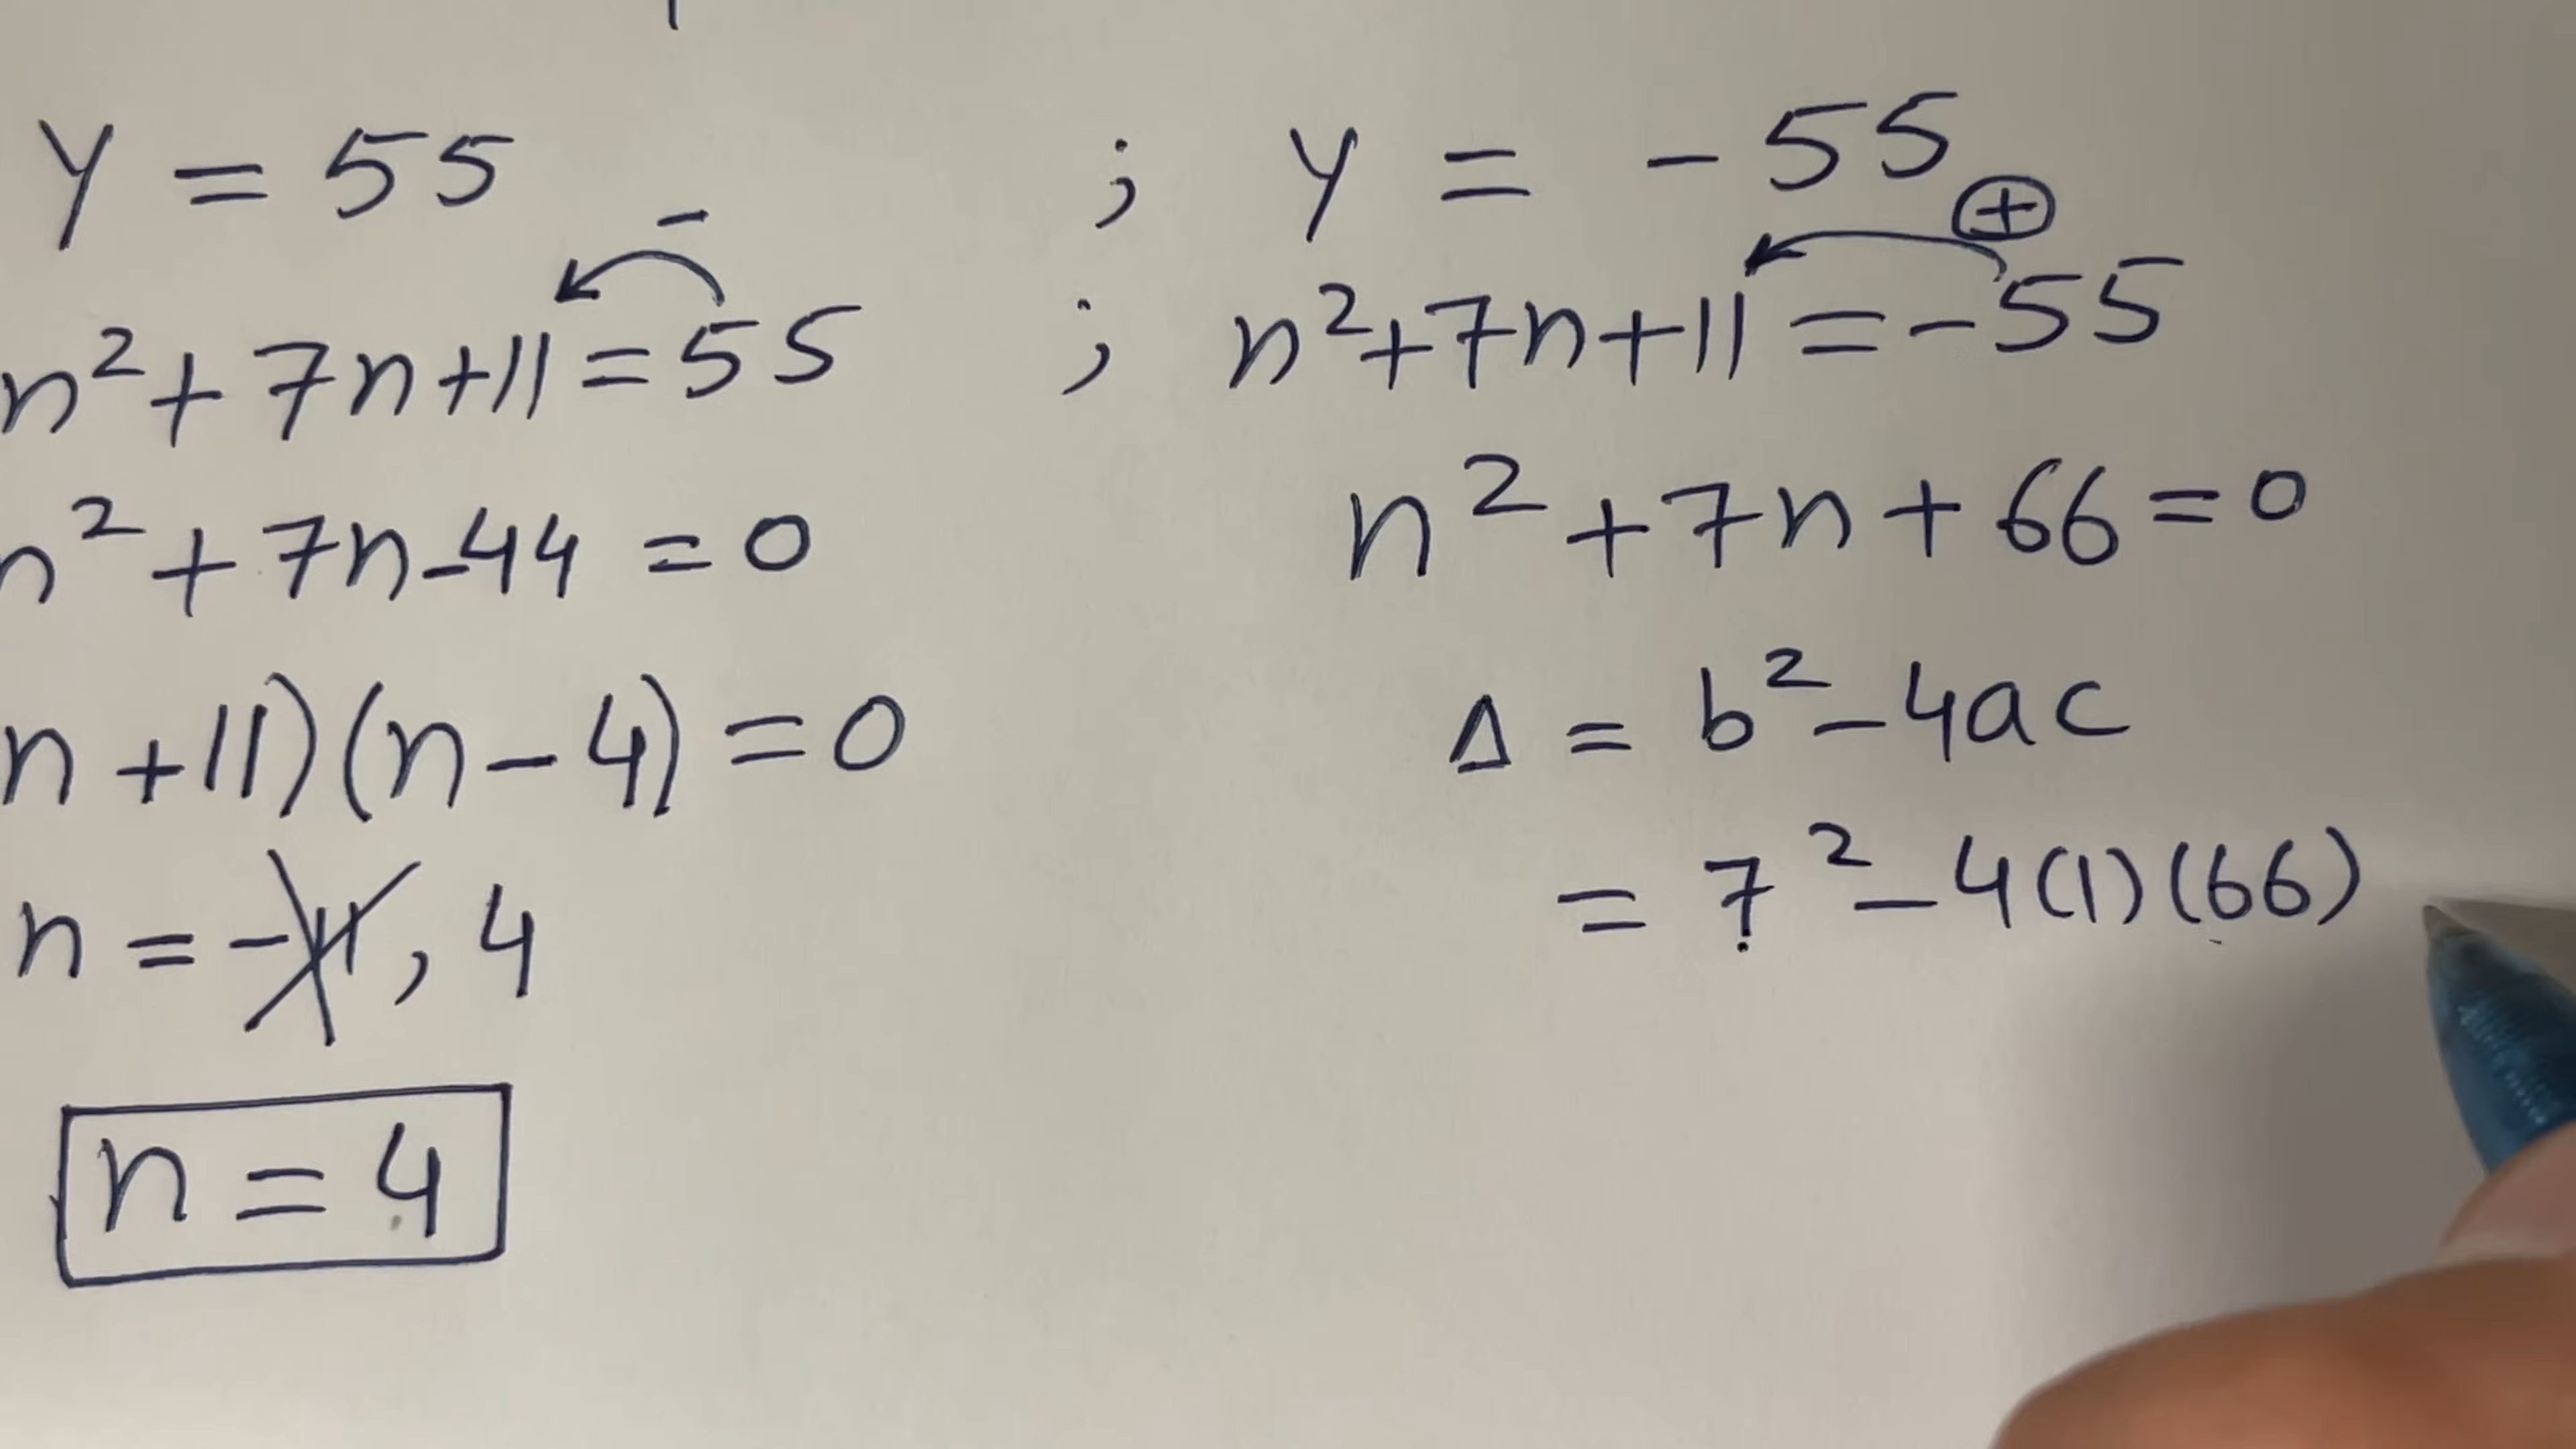 y = 55 ; y = -55
- ⊕
n² + 7n + 11 = 55 ; n² + 7n + 11 = -55
n² + 7n - 44 = 0
n² + 7n + 66 = 0
n + 11)(n - 4) = 0
Δ = b² - 4ac
n = -11, 4
= 7² - 4(1)(66)
n = 4